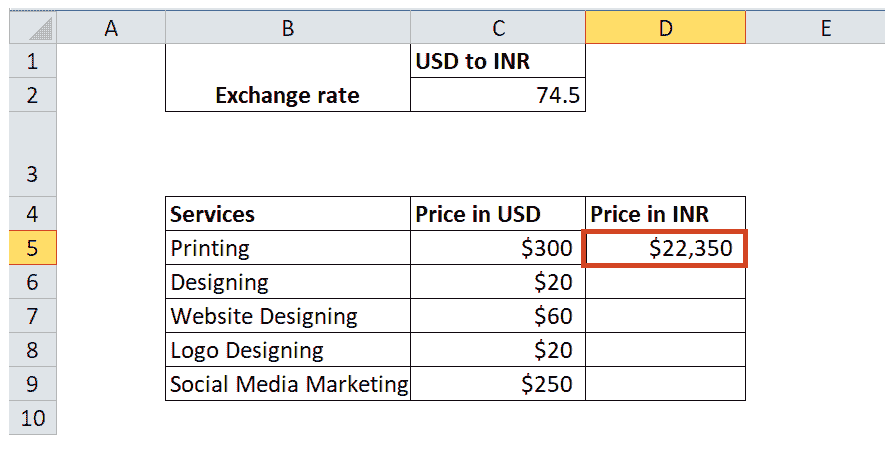 A B C D E
1 USD to INR
2 Exchange rate 74.5
3
4 Services Price in USD Price in INR
5 Printing $300 $22,350
6 Designing $20
7 Website Designing $60
8 Logo Designing $20
9 Social Media Marketing $250
10